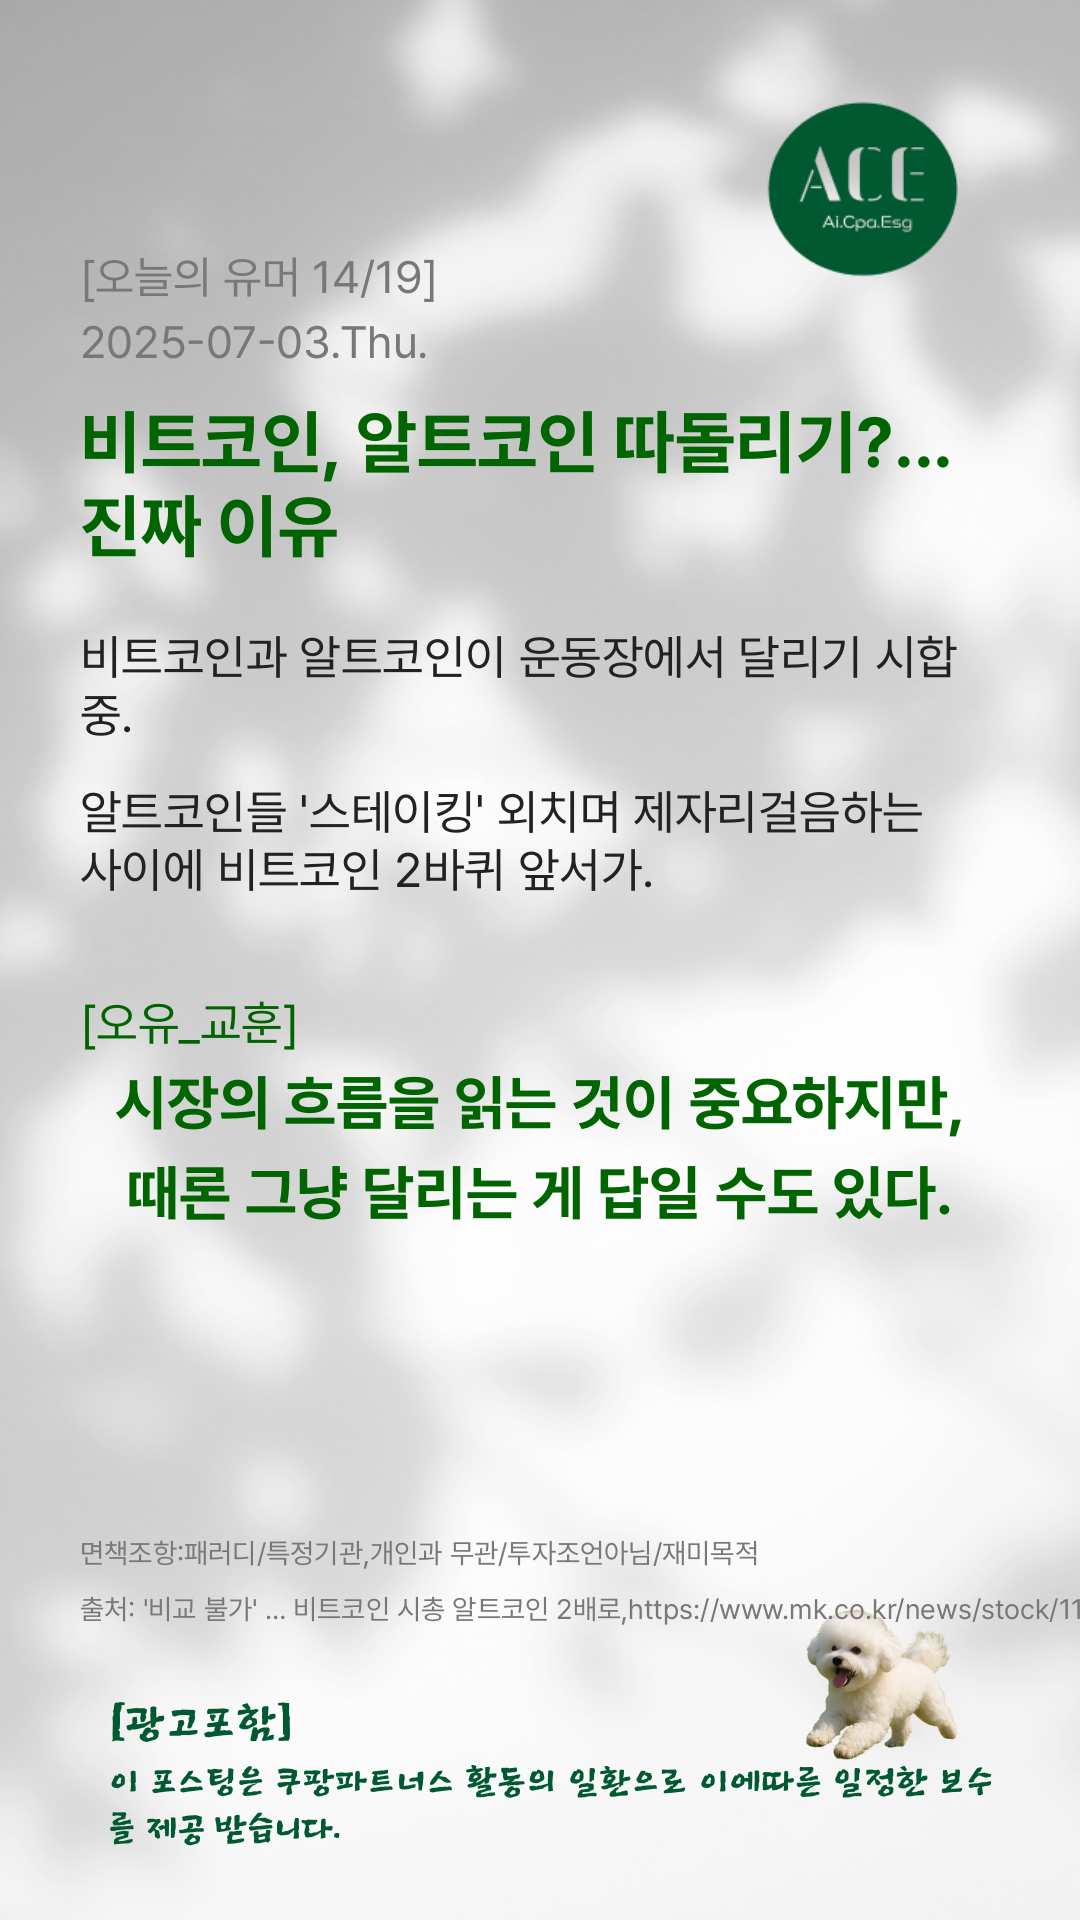 ACE
Ai.Cpa.Esg
[오늘의 유머 14/19]
2025-07-03.Thu.
비트코인, 알트코인 따돌리기?...
진짜 이유
비트코인과 알트코인이 운동장에서 달리기 시합
중.
알트코인들 '스테이킹' 외치며 제자리걸음하는
사이에 비트코인 2바퀴 앞서가.
[오유_교훈]
시장의 흐름을 읽는 것이 중요하지만,
때론 그냥 달리는 게 답일 수도 있다.
면책조항:패러디/특정기관,개인과 무관/투자조언아님/재미목적
출처: '비교 불가' ... 비트코인 시총 알트코인 2배로,https://www.mk.co.kr/news/stock/11
[광고포함]
이 포스팅은 쿠팡파트너스 활동의 일환으로 이에따른 일정한 보수
를 제공 받습니다.